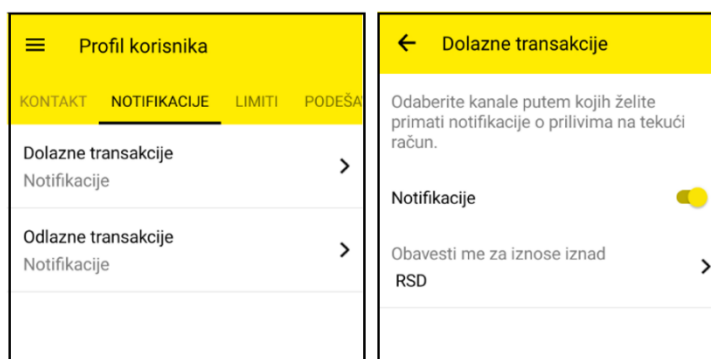 Profil korisnika
KONTAKT NOTIFIKACIJE LIMITI PODEŠA
Dolazne transakcije
Notifikacije
Odlazne transakcije
Notifikacije
Dolazne transakcije
Odaberite kanale putem kojih želite
primati notifikacije o prilivima na tekući
račun.
Notifikacije
Obavesti me za iznose iznad
RSD